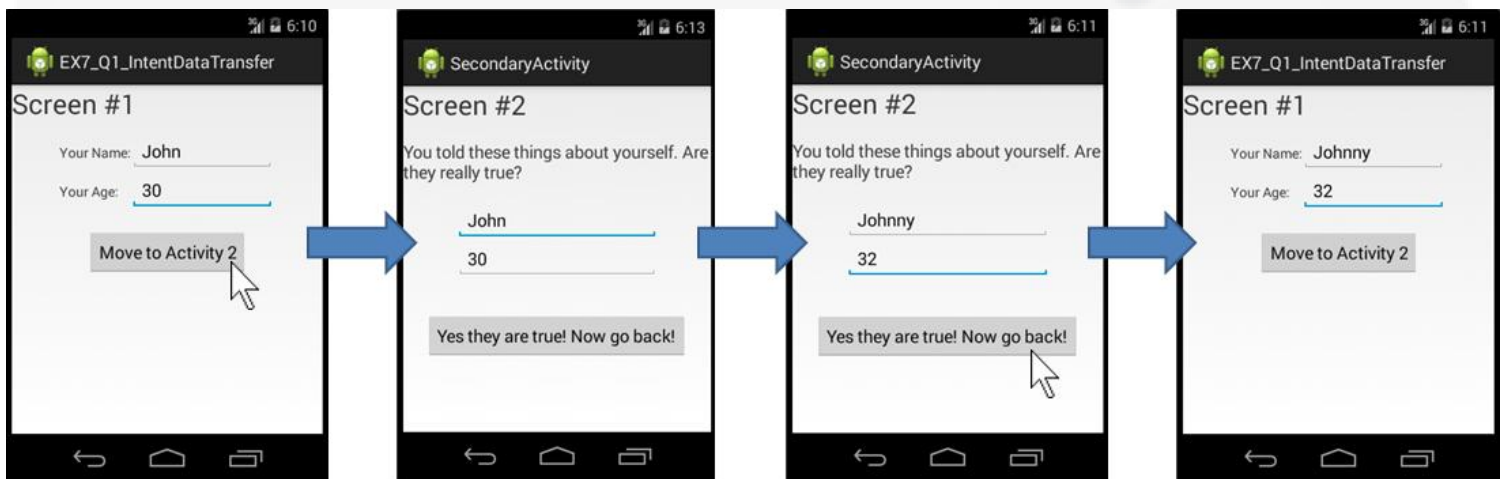 3G 6:10
EX7_Q1_IntentDataTransfer
Screen #1
Your Name: John
Your Age: 30
Move to Activity 2
3G 6:13
SecondaryActivity
Screen #2
You told these things about yourself. Are
they really true?
John
30
Yes they are true! Now go back!
3G 6:11
SecondaryActivity
Screen #2
You told these things about yourself. Are
they really true?
Johnny
32
Yes they are true! Now go back!
3G 6:11
EX7_Q1_IntentDataTransfer
Screen #1
Your Name: Johnny
Your Age: 32
Move to Activity 2